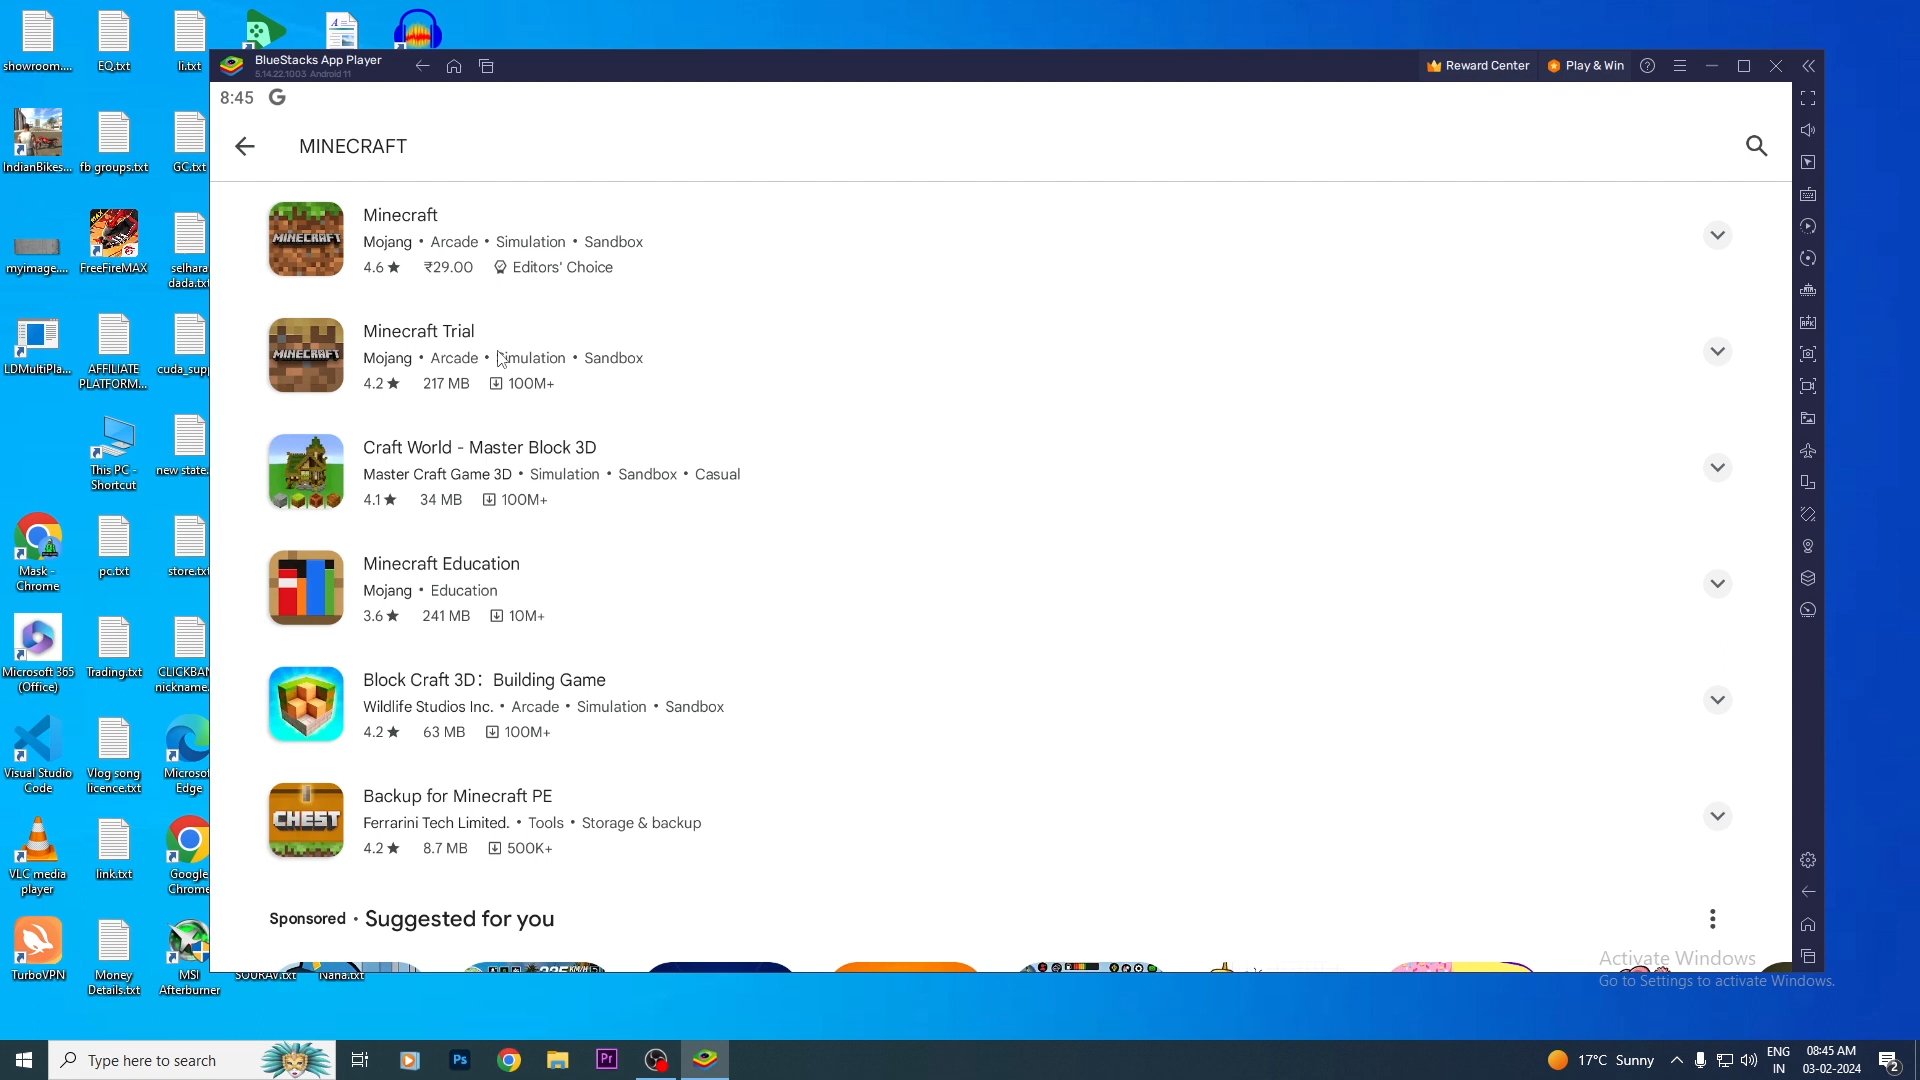 showroom....
EQ.txt
li.txt
BlueStacks App Player
5.14.22.1003 Android 11
Reward Center
Play & Win
8:45
MINECRAFT
IndianBikes...
fb groups.txt
GC.txt
Minecraft
Mojang • Arcade • Simulation • Sandbox
4.6★ ₹29.00 Editors' Choice
myimage....
FreeFireMAX
selhara
dada.txt
Minecraft Trial
Mojang • Arcade • Simulation • Sandbox
4.2★ 217 MB 100M+
LDMultiPla...
AFFILIATE
PLATFORM...
cuda_supp
Craft World - Master Block 3D
Master Craft Game 3D • Simulation • Sandbox • Casual
4.1★ 34 MB 100M+
This PC -
Shortcut
new state.
Minecraft Education
Mojang • Education
3.6★ 241 MB 10M+
Mask -
Chrome
pc.txt
store.txt
Block Craft 3D: Building Game
Wildlife Studios Inc. • Arcade • Simulation • Sandbox
4.2★ 63 MB 100M+
Microsoft 365
(Office)
Trading.txt
CLICKBAN
nickname.
Backup for Minecraft PE
Ferrarini Tech Limited. • Tools • Storage & backup
4.2★ 8.7 MB 500K+
CHEST
Visual Studio
Code
Vlog song
licence.txt
Microsof
Edge
Sponsored • Suggested for you
VLC media
player
link.txt
Google
Chrome
TurboVPN
Money
Details.txt
MSI
Afterburner
SOURAV.txt
Nana.txt
Activate Windows
Go to Settings to activate Windows.
Type here to search
17°C Sunny
ENG
IN
08:45 AM
03-02-2024
2